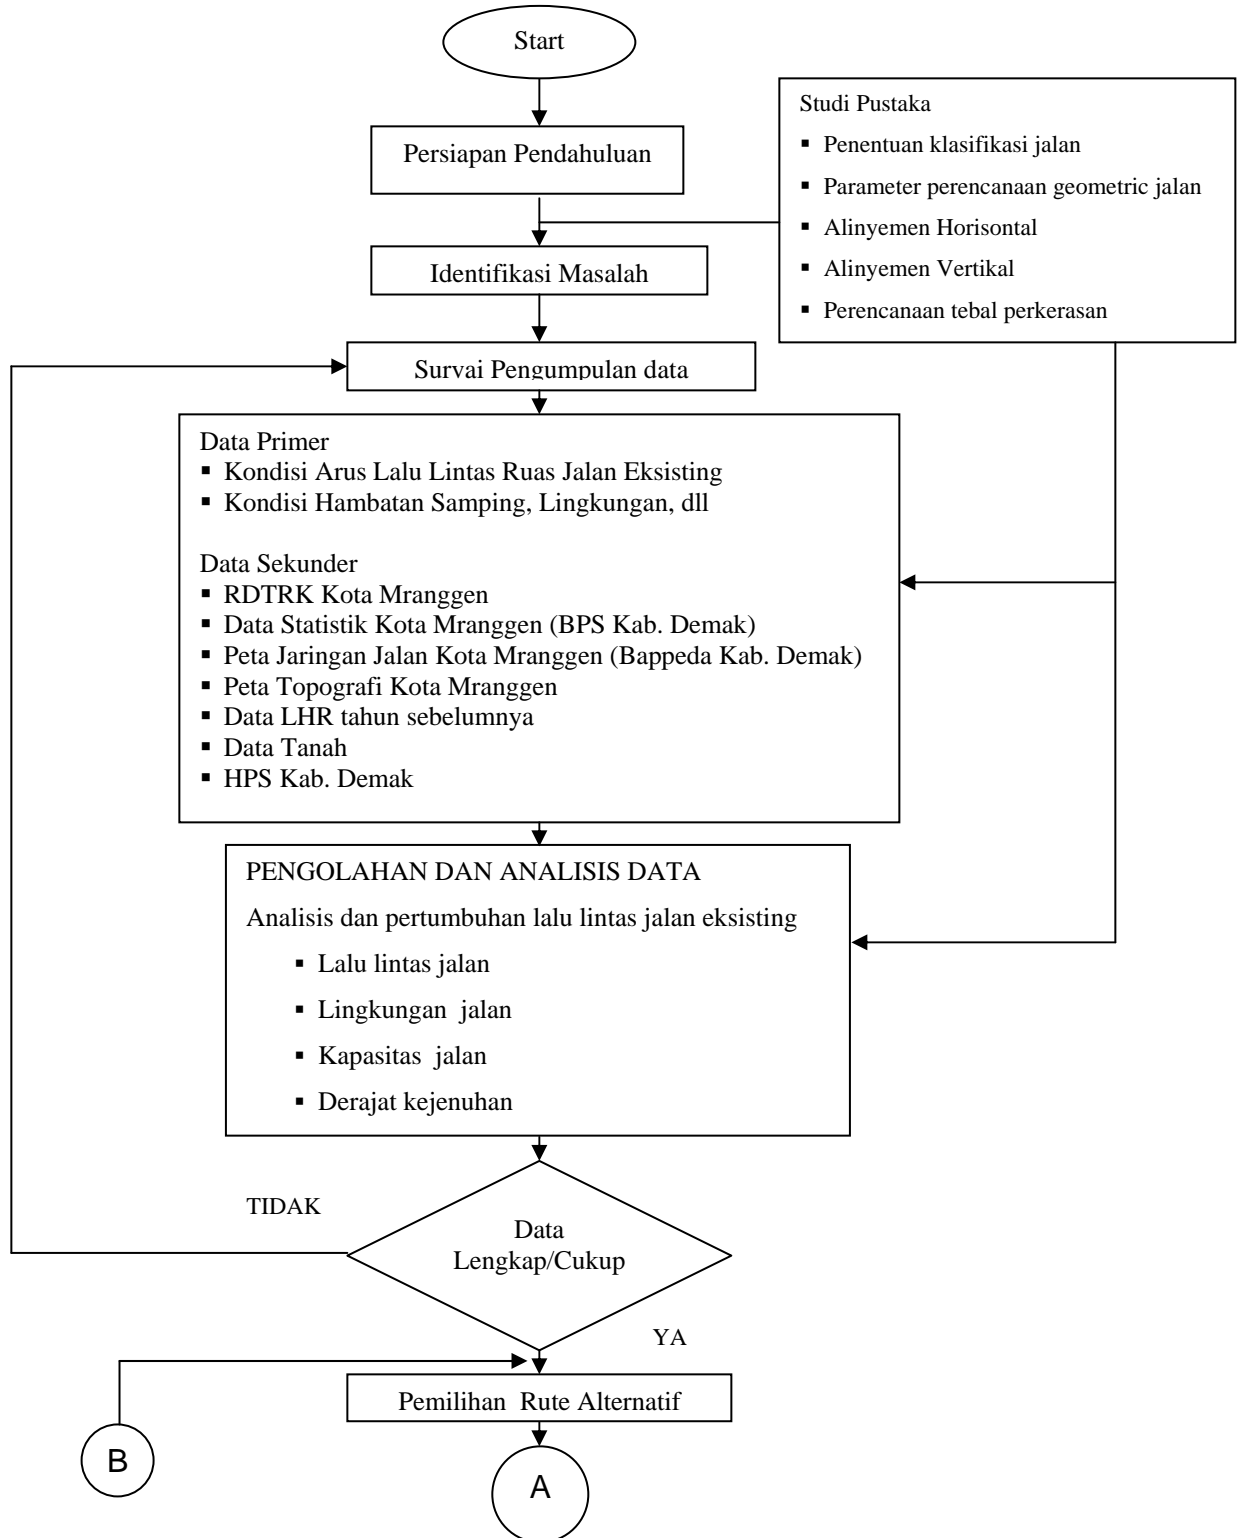 Start
Persiapan Pendahuluan
Studi Pustaka
▪ Penentuan klasifikasi jalan
▪ Parameter perencanaan geometric jalan
▪ Alinyemen Horisontal
▪ Alinyemen Vertikal
▪ Perencanaan tebal perkerasan
Identifikasi Masalah
Survai Pengumpulan data
Data Primer
▪ Kondisi Arus Lalu Lintas Ruas Jalan Eksisting
▪ Kondisi Hambatan Samping, Lingkungan, dll
Data Sekunder
▪ RDTRK Kota Mranggen
▪ Data Statistik Kota Mranggen (BPS Kab. Demak)
▪ Peta Jaringan Jalan Kota Mranggen (Bappeda Kab. Demak)
▪ Peta Topografi Kota Mranggen
▪ Data LHR tahun sebelumnya
▪ Data Tanah
▪ HPS Kab. Demak
PENGOLAHAN DAN ANALISIS DATA
Analisis dan pertumbuhan lalu lintas jalan eksisting
▪ Lalu lintas jalan
▪ Lingkungan jalan
▪ Kapasitas jalan
▪ Derajat kejenuhan
TIDAK
Data
Lengkap/Cukup
YA
Pemilihan Rute Alternatif
B
A